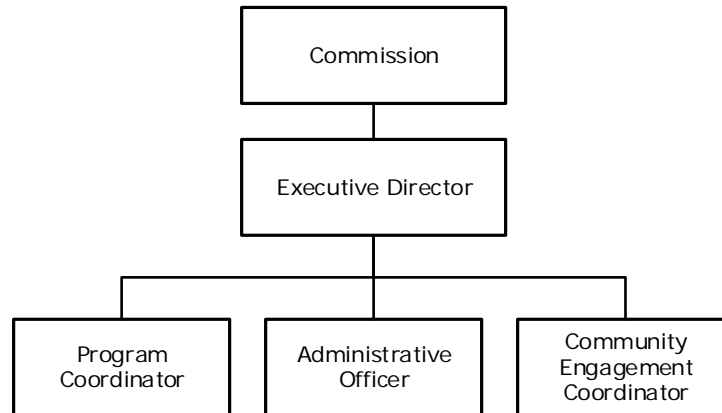 Commission
Executive Director
Program
Coordinator
Administrative
Officer
Community
Engagement
Coordinator